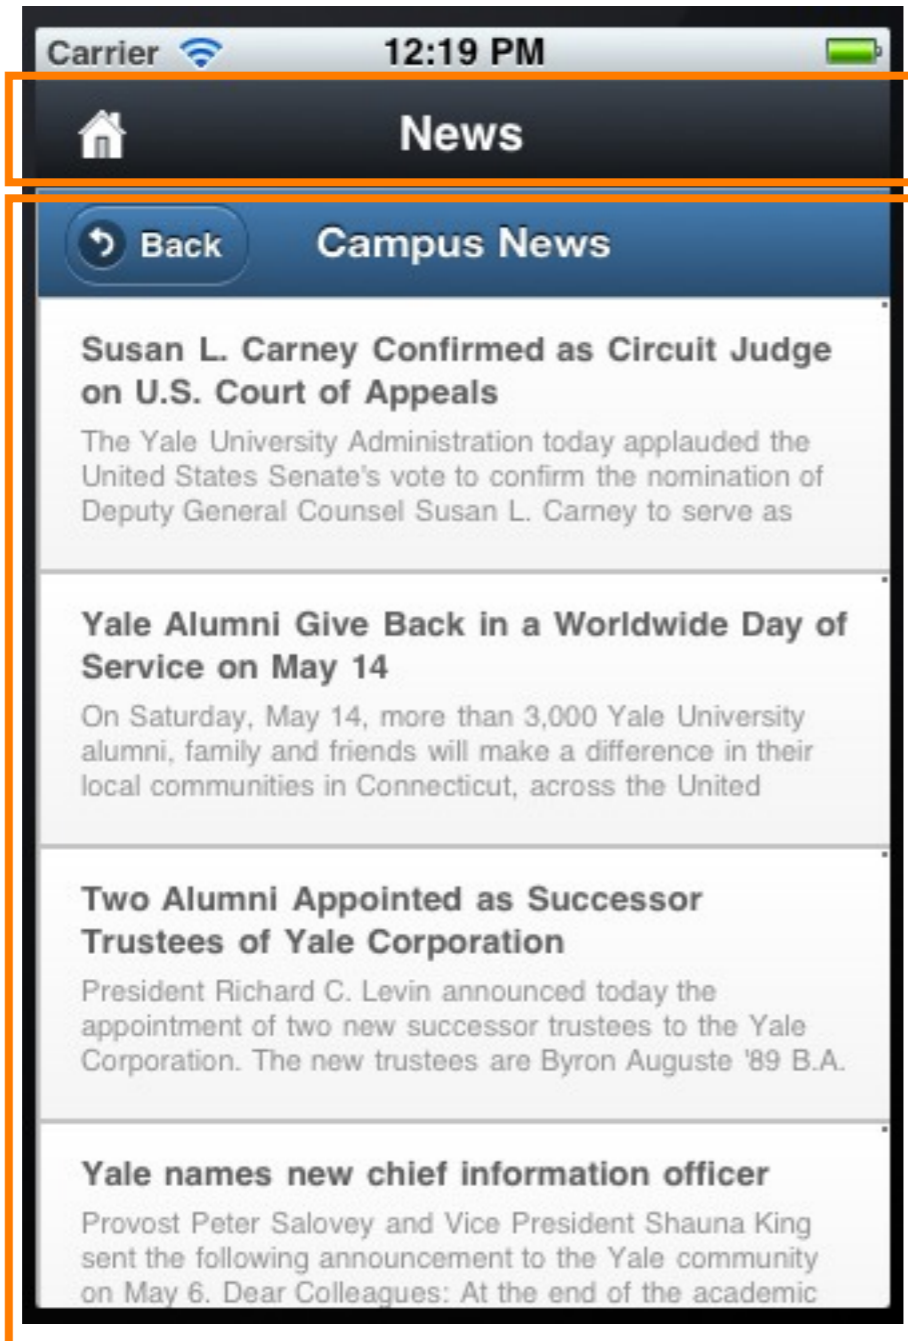 Carrier 12:19 PM
News
Back Campus News
Susan L. Carney Confirmed as Circuit Judge
on U.S. Court of Appeals
The Yale University Administration today applauded the
United States Senate's vote to confirm the nomination of
Deputy General Counsel Susan L. Carney to serve as
Yale Alumni Give Back in a Worldwide Day of
Service on May 14
On Saturday, May 14, more than 3,000 Yale University
alumni, family and friends will make a difference in their
local communities in Connecticut, across the United
Two Alumni Appointed as Successor
Trustees of Yale Corporation
President Richard C. Levin announced today the
appointment of two new successor trustees to the Yale
Corporation. The new trustees are Byron Auguste '89 B.A.
Yale names new chief information officer
Provost Peter Salovey and Vice President Shauna King
sent the following announcement to the Yale community
on May 6. Dear Colleagues: At the end of the academic